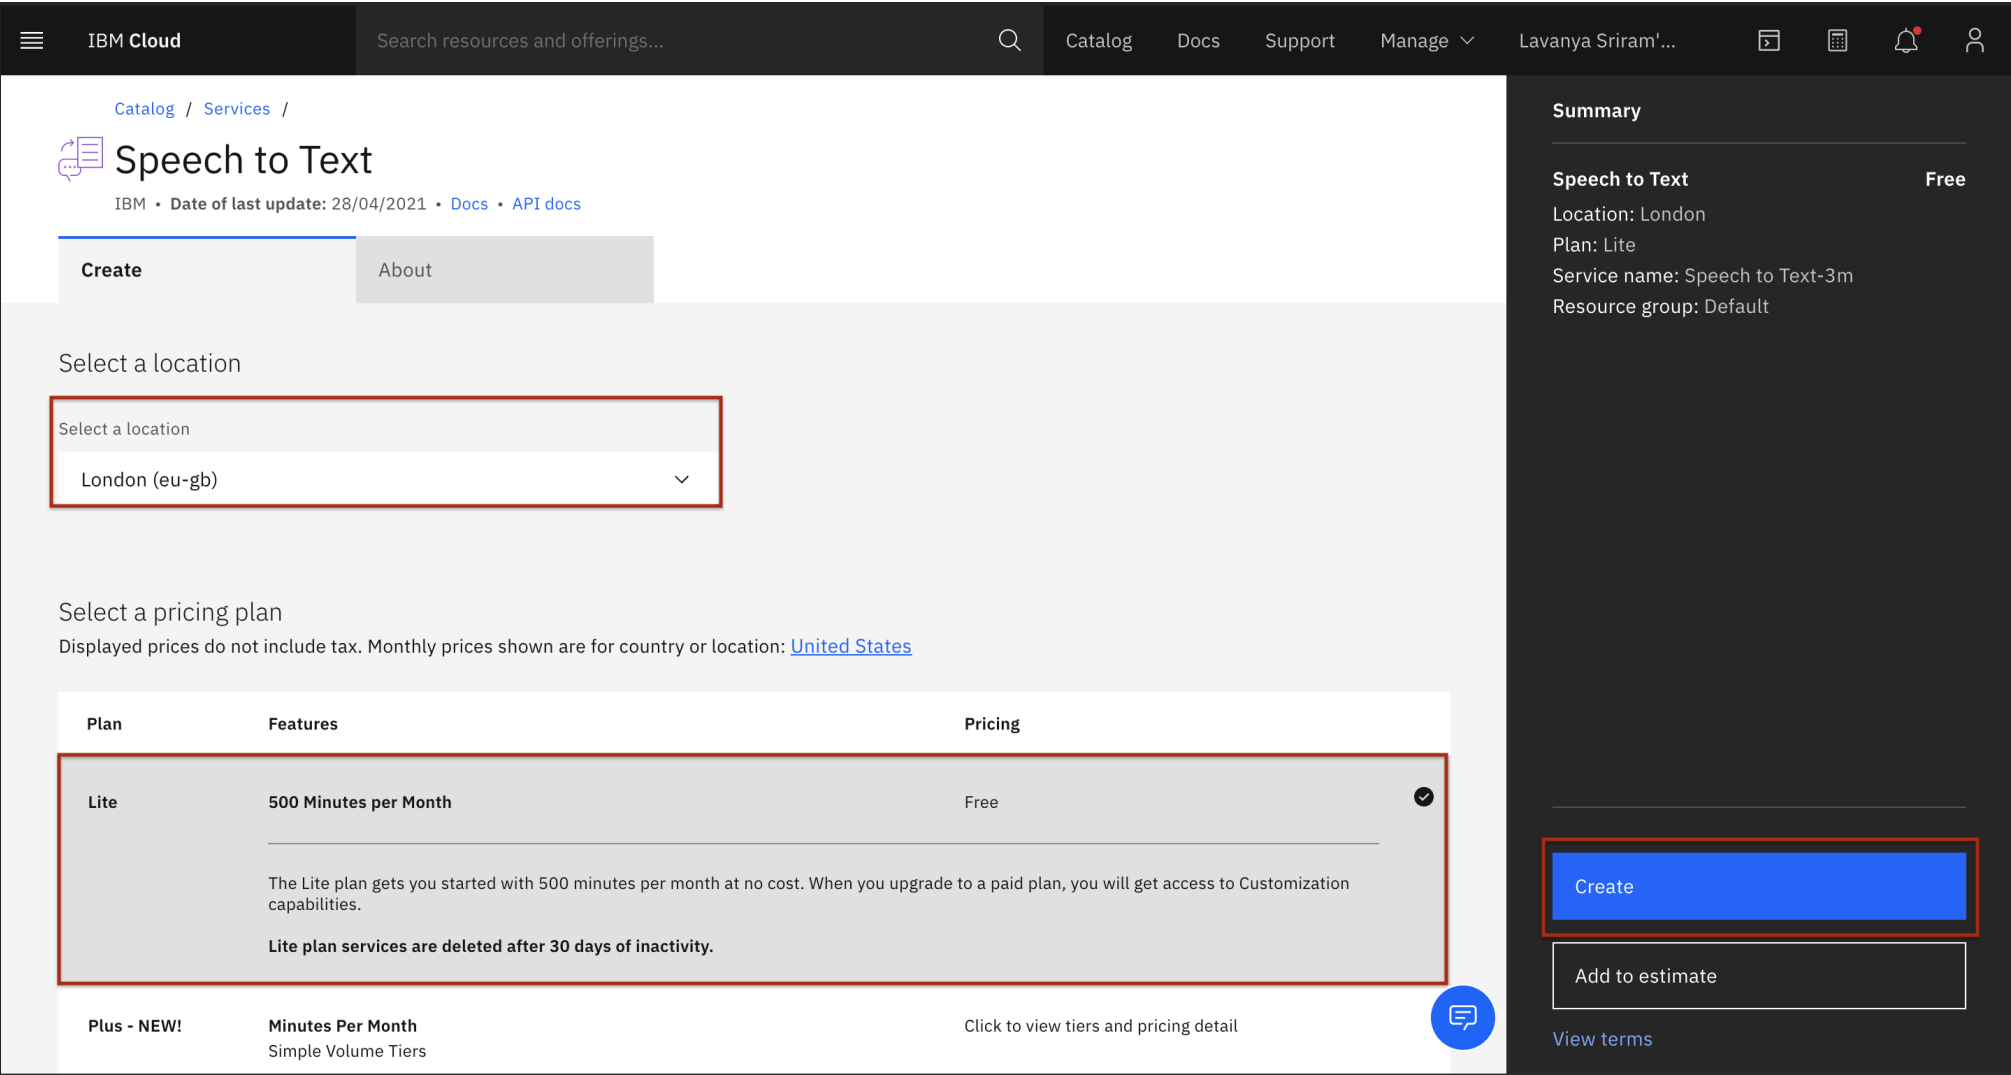 IBM Cloud
Search resources and offerings...
Catalog
Docs
Support
Manage
Lavanya Sriram'...
Catalog / Services /
Speech to Text
IBM • Date of last update: 28/04/2021 • Docs • API docs
Create
About
Select a location
Select a location
London (eu-gb)
Select a pricing plan
Displayed prices do not include tax. Monthly prices shown are for country or location: United States
Plan Features Pricing
Lite 500 Minutes per Month Free
The Lite plan gets you started with 500 minutes per month at no cost. When you upgrade to a paid plan, you will get access to Customization
capabilities.
Lite plan services are deleted after 30 days of inactivity.
Plus - NEW! Minutes Per Month Click to view tiers and pricing detail
Simple Volume Tiers
Summary
Speech to Text Free
Location: London
Plan: Lite
Service name: Speech to Text-3m
Resource group: Default
Create
Add to estimate
View terms